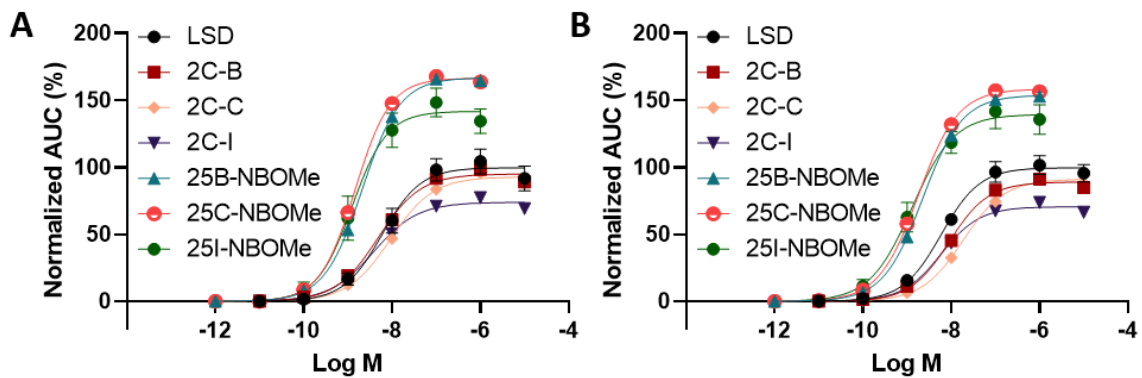 A
Normalized AUC (%)
200
150
100
50
0
LSD
2C-B
2C-C
2C-I
25B-NBOMe
25C-NBOMe
25I-NBOMe
-12
-10
-8
-6
-4
Log M
B
Normalized AUC (%)
200
150
100
50
0
LSD
2C-B
2C-C
2C-I
25B-NBOMe
25C-NBOMe
25I-NBOMe
-12
-10
-8
-6
-4
Log M